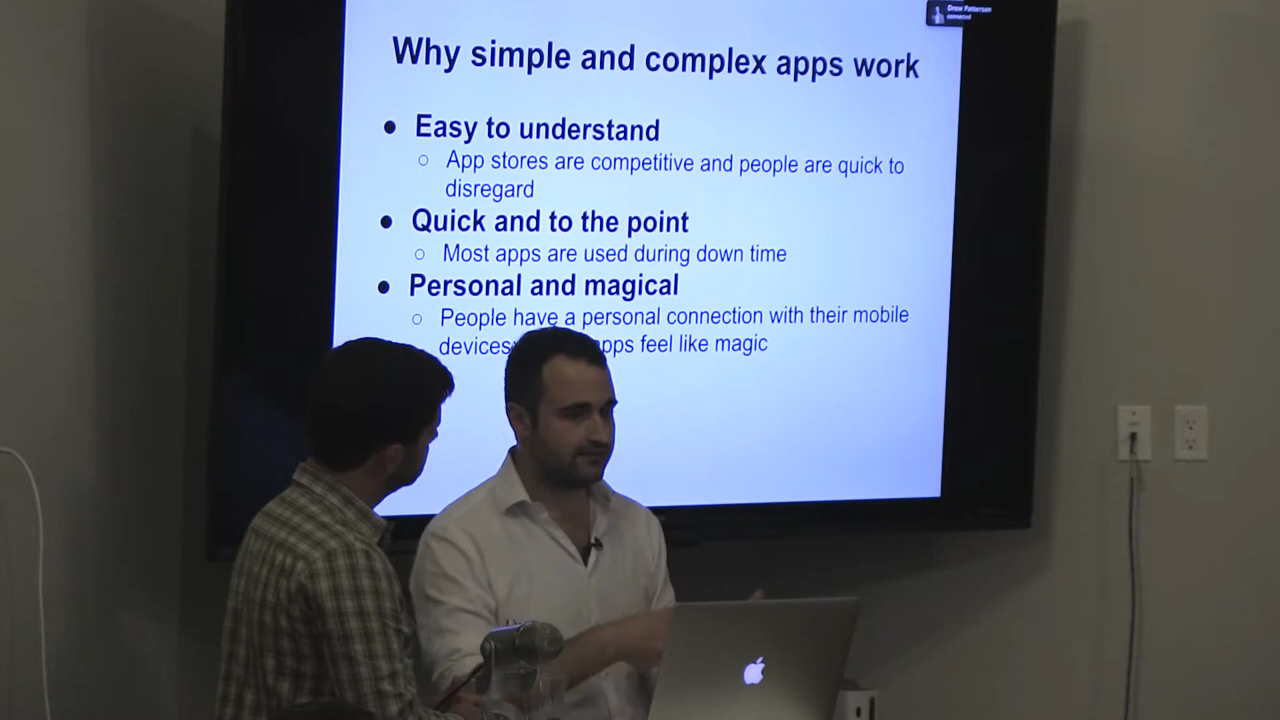 Drew Patterson
connected
Why simple and complex apps work
● Easy to understand
○ App stores are competitive and people are quick to
disregard
● Quick and to the point
○ Most apps are used during down time
● Personal and magical
○ People have a personal connection with their mobile
devices apps feel like magic